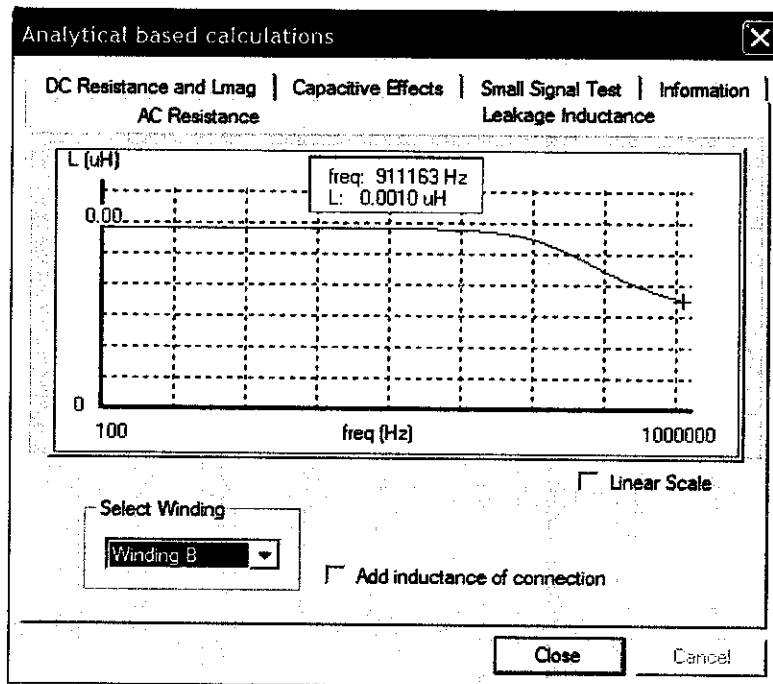 Analytical based calculations
DC Resistance and Lmag | Capacitive Effects | Small Signal Test | Information
AC Resistance Leakage Inductance
L (uH)
freq: 911163 Hz
L: 0.0010 uH
0.00
0
100 freq (Hz) 1000000
Linear Scale
Select Winding
Winding B
Add inductance of connection
Close Cancel